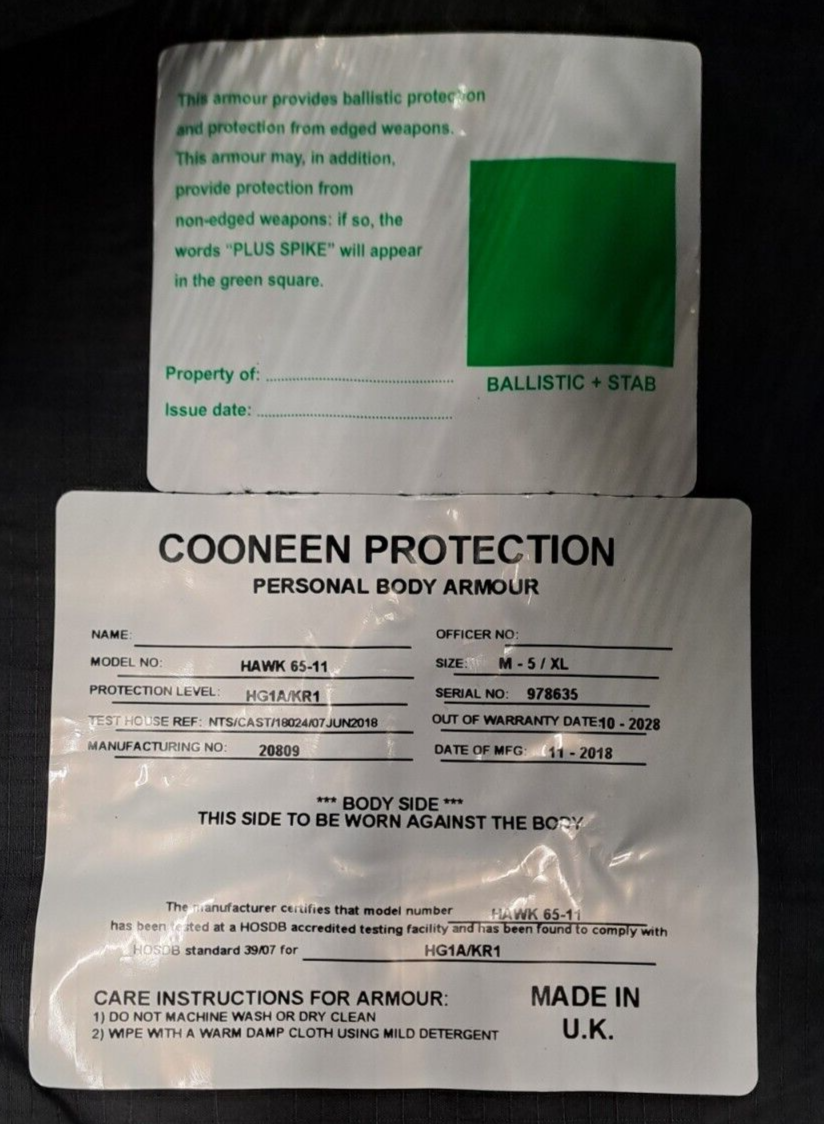 This armour provides ballistic protection
and protection from edged weapons.
This armour may, in addition,
provide protection from
non-edged weapons: if so, the
words "PLUS SPIKE" will appear
in the green square.
Property of:
Issue date:
BALLISTIC + STAB
COONEEN PROTECTION
PERSONAL BODY ARMOUR
NAME: OFFICER NO:
MODEL NO: HAWK 65-11 SIZE: M - 5 / XL
PROTECTION LEVEL: HG1A/KR1 SERIAL NO: 978635
TEST HOUSE REF: NTS/CAST/18024/07JUN2018 OUT OF WARRANTY DATE:10 - 2028
MANUFACTURING NO: 20809 DATE OF MFG: 11 - 2018
*** BODY SIDE ***
THIS SIDE TO BE WORN AGAINST THE BODY
The manufacturer certifies that model number HAWK 65-11
has been tested at a HOSDB accredited testing facility and has been found to comply with
HOSDB standard 39/07 for HG1A/KR1
CARE INSTRUCTIONS FOR ARMOUR:
1) DO NOT MACHINE WASH OR DRY CLEAN
2) WIPE WITH A WARM DAMP CLOTH USING MILD DETERGENT
MADE IN
U.K.